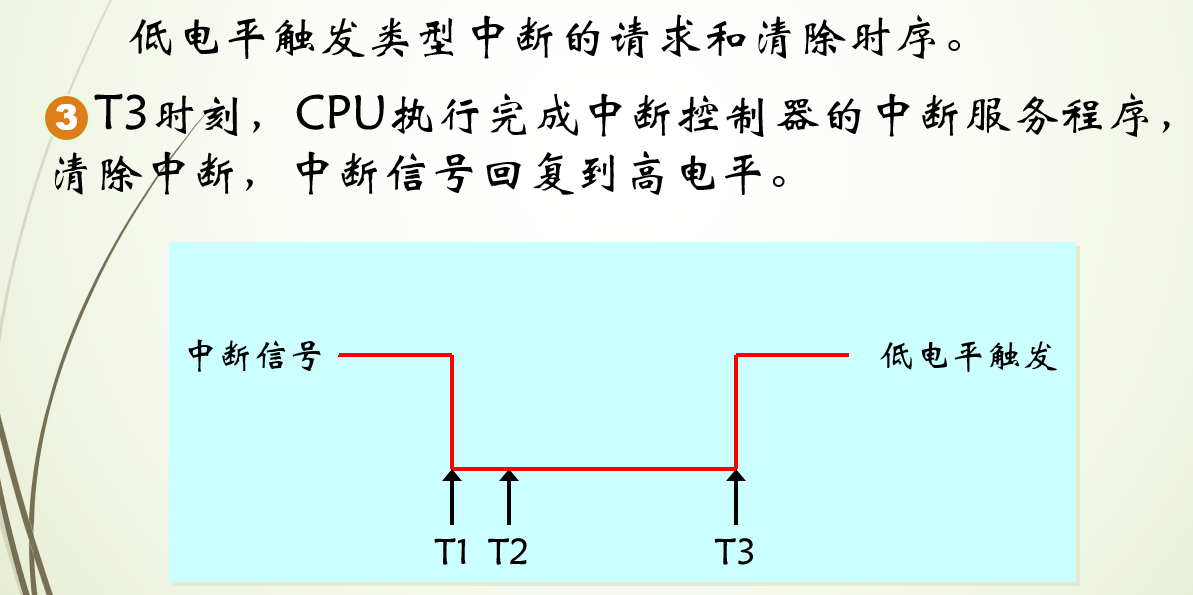 低电平触发类型中断的请求和清除时序。
3 T3时刻，CPU执行完成中断控制器的中断服务程序，
清除中断，中断信号回复到高电平。
中断信号
低电平触发
T1 T2 T3